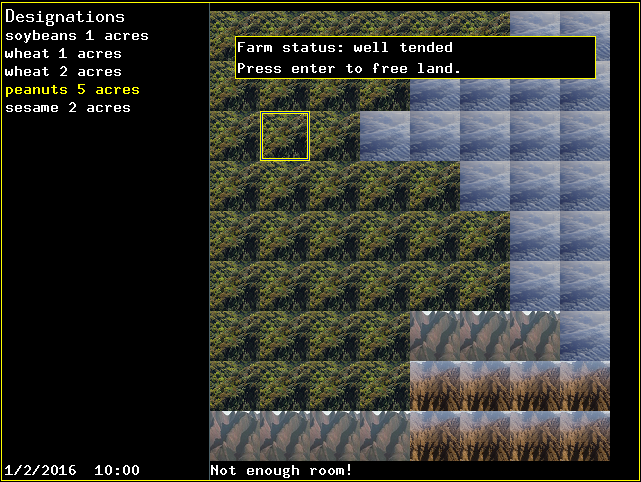 Designations
soybeans 1 acres
wheat 1 acres
wheat 2 acres
peanuts 5 acres
sesame 2 acres
Farm status: well tended
Press enter to free land.
1/2/2016 10:00
Not enough room!